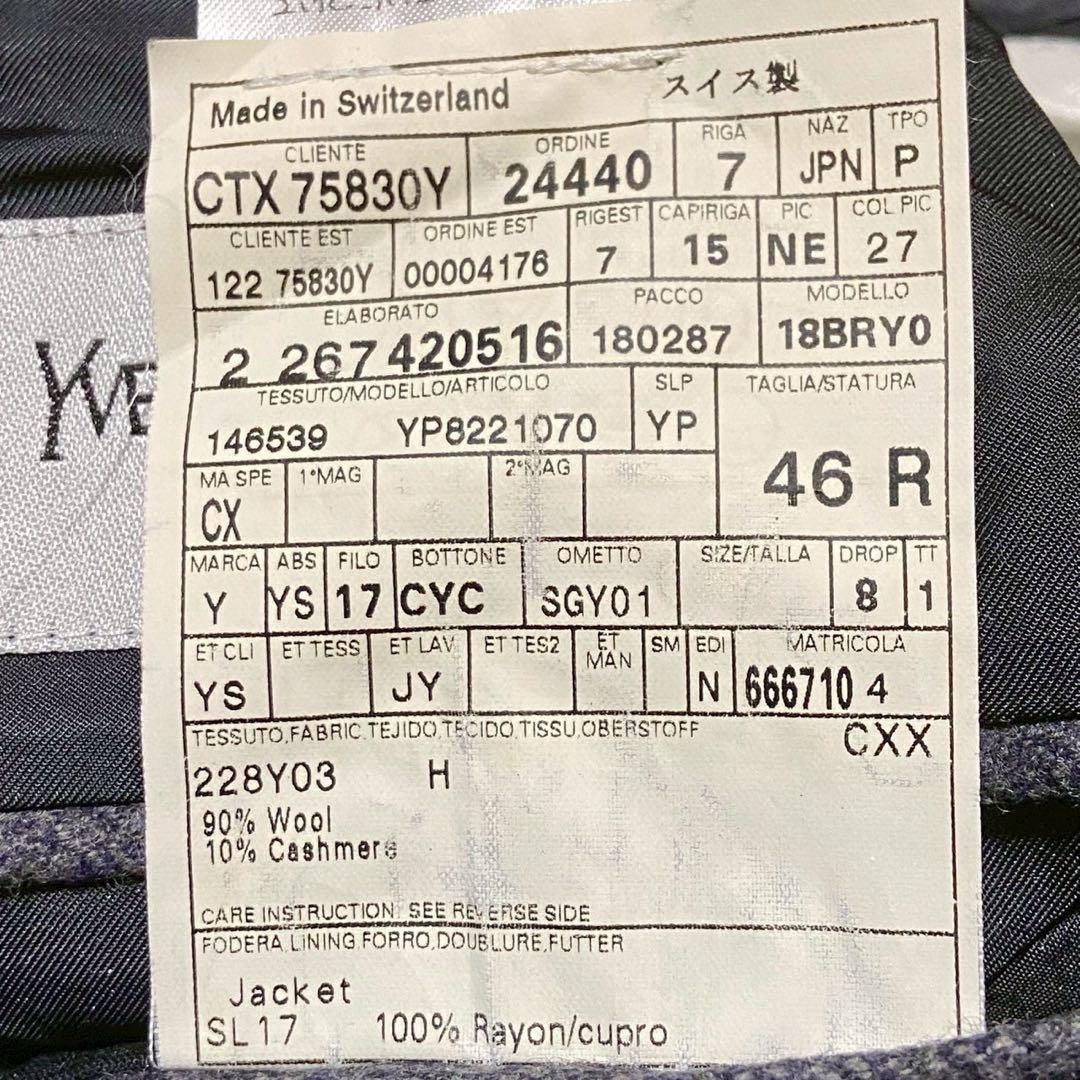 Made in Switzerland スイス製
CLIENTE ORDINE RIGA NAZ TPO
CTX 75830Y 24440 7 JPN P
CLIENTE EST ORDINE EST RIGEST CAPIRIGA PIC COL PIC
122 75830Y 00004176 7 15 NE 27
ELABORATO PACCO MODELLO
2 267 420516 180287 18BRY0
TESSUTO/MODELLO/ARTICOLO SLP TAGLIA/STATURA
146539 YP8221070 YP 46 R
MA SPE 1°MAG 2°MAG
CX
MARCA ABS FILO BOTTONE OMETTO SIZE/TALLA DROP TT
Y YS 17 CYC SGY01 8 1
ET CLI ET TESS ET LAV ET TES2 ET MAN SM EDI MATRICOLA
YS JY N 666710 4
TESSUTO,FABRIC,TEJIDO,TECIDO,TISSU,OBERSTOFF CXX
228Y03 H
90% Wool
10% Cashmere
CARE INSTRUCTION: SEE REVERSE SIDE
FODERA,LINING FORRO,DOUBLURE,FUTTER
Jacket
SL17 100% Rayon/cupro
YVE